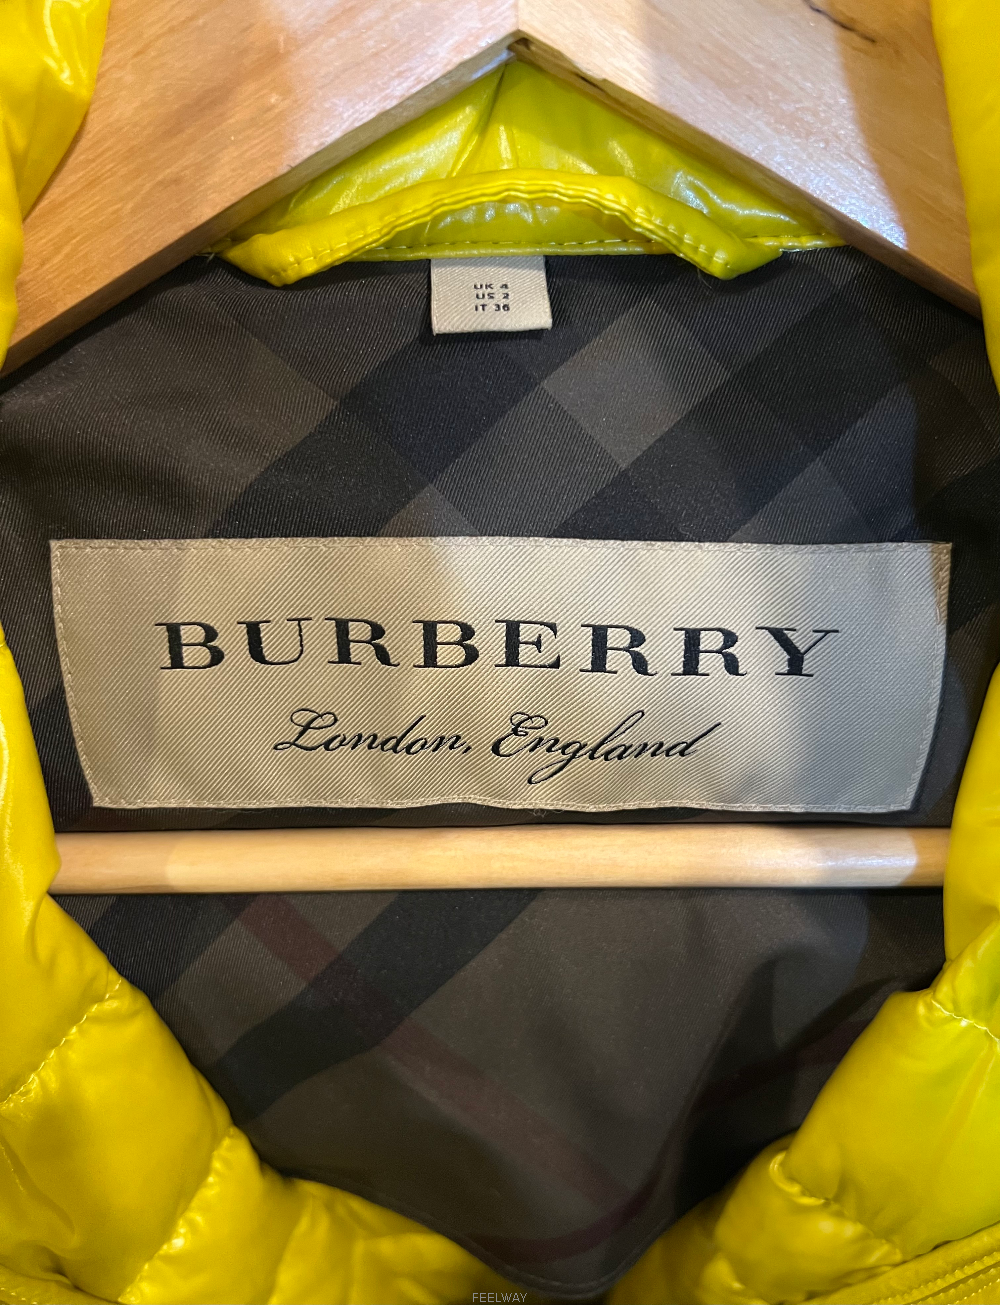 UK 4
US 2
IT 36
BURBERRY
London, England
FEELWAY